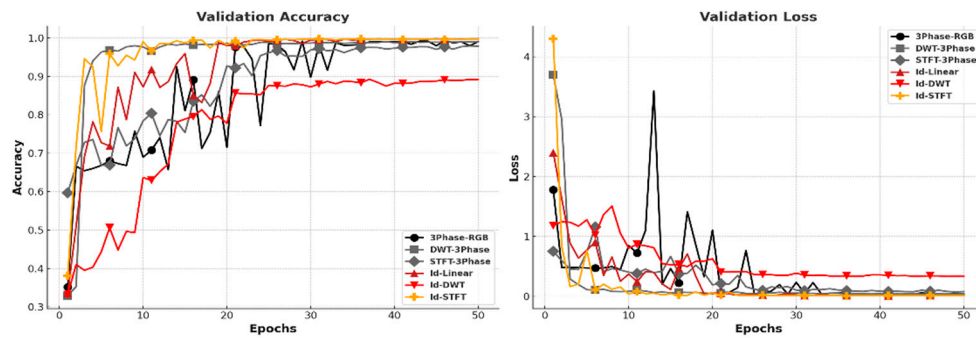 Validation Accuracy
1.0
0.9
0.8
0.7
0.6
0.5
0.4
0.3
Accuracy
0
10
20
30
40
50
Epochs
3Phase-RGB
DWT-3Phase
STFT-3Phase
Id-Linear
Id-DWT
Id-STFT
Validation Loss
4
3
2
1
0
Loss
0
10
20
30
40
50
Epochs
3Phase-RGB
DWT-3Phase
STFT-3Phase
Id-Linear
Id-DWT
Id-STFT